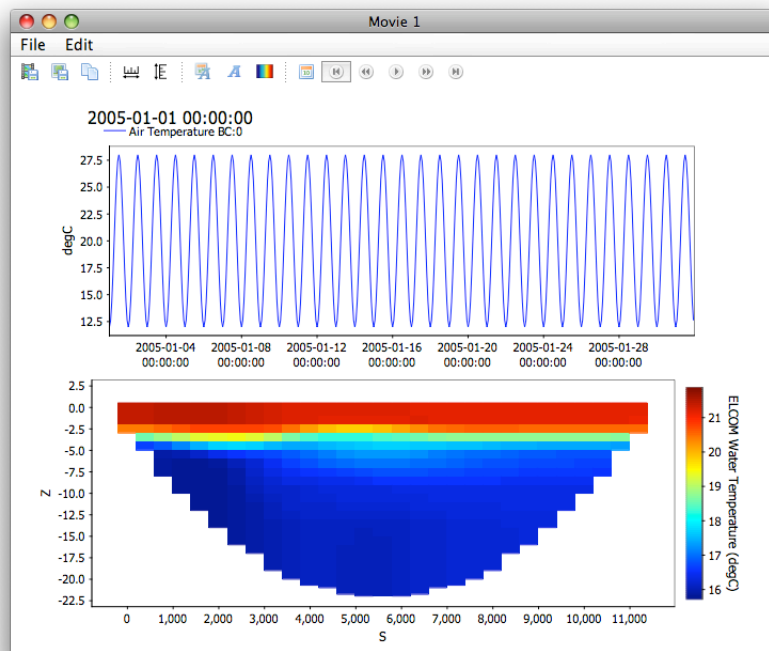 Movie 1
File Edit
2005-01-01 00:00:00
Air Temperature BC:0
27.5
25.0
22.5
20.0
17.5
15.0
12.5
degC
2005-01-04 2005-01-08 2005-01-12 2005-01-16 2005-01-20 2005-01-24 2005-01-28
00:00:00 00:00:00 00:00:00 00:00:00 00:00:00 00:00:00 00:00:00
2.5
0.0
-2.5
-5.0
-7.5
-10.0
-12.5
-15.0
-17.5
-20.0
-22.5
Z
0 1,000 2,000 3,000 4,000 5,000 6,000 7,000 8,000 9,000 10,000 11,000
S
21
20
19
18
17
16
ELCOM Water Temperature (degC)